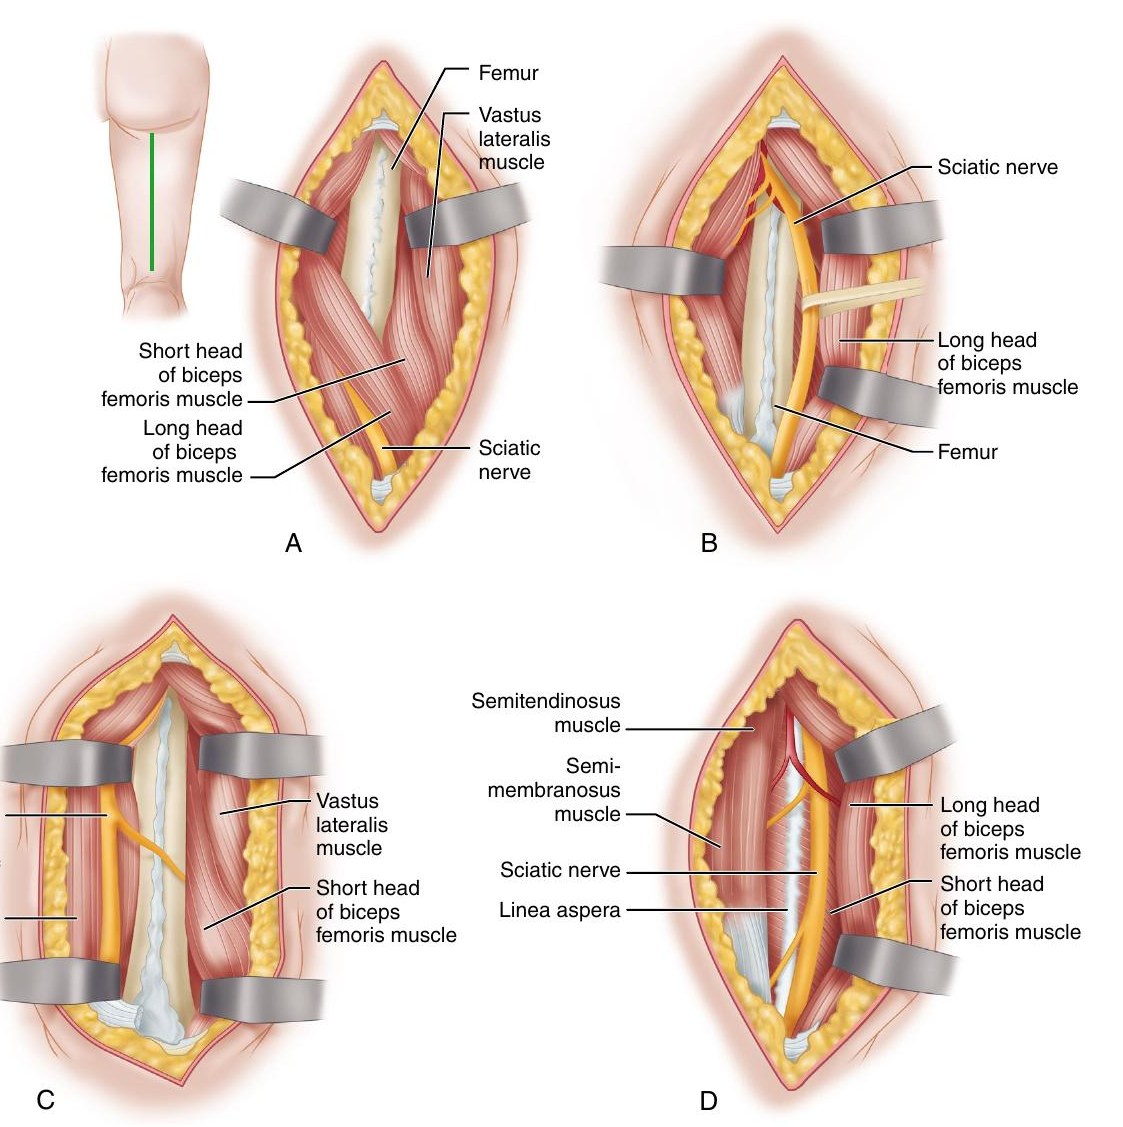 Femur
Vastus
lateralis
muscle
Short head
of biceps
femoris muscle
Long head
of biceps
femoris muscle
Sciatic
nerve
A
Sciatic nerve
Long head
of biceps
femoris muscle
Femur
B
Vastus
lateralis
muscle
Short head
of biceps
femoris muscle
C
Semitendinosus
muscle
Semi-
membranosus
muscle
Sciatic nerve
Linea aspera
Long head
of biceps
femoris muscle
Short head
of biceps
femoris muscle
D